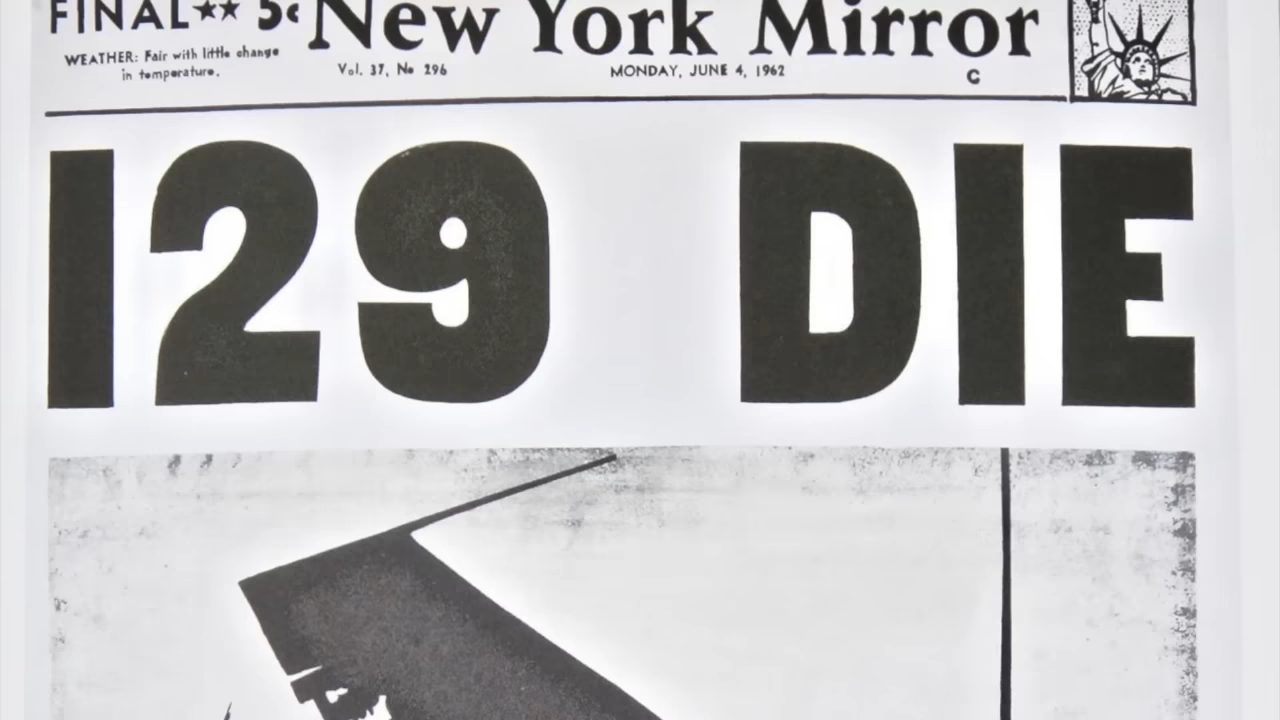 FINAL★★ 5¢ New York Mirror
WEATHER: Fair with little change
in temperature.
Vol. 37, No 296
MONDAY, JUNE 4, 1962
C
129 DIE